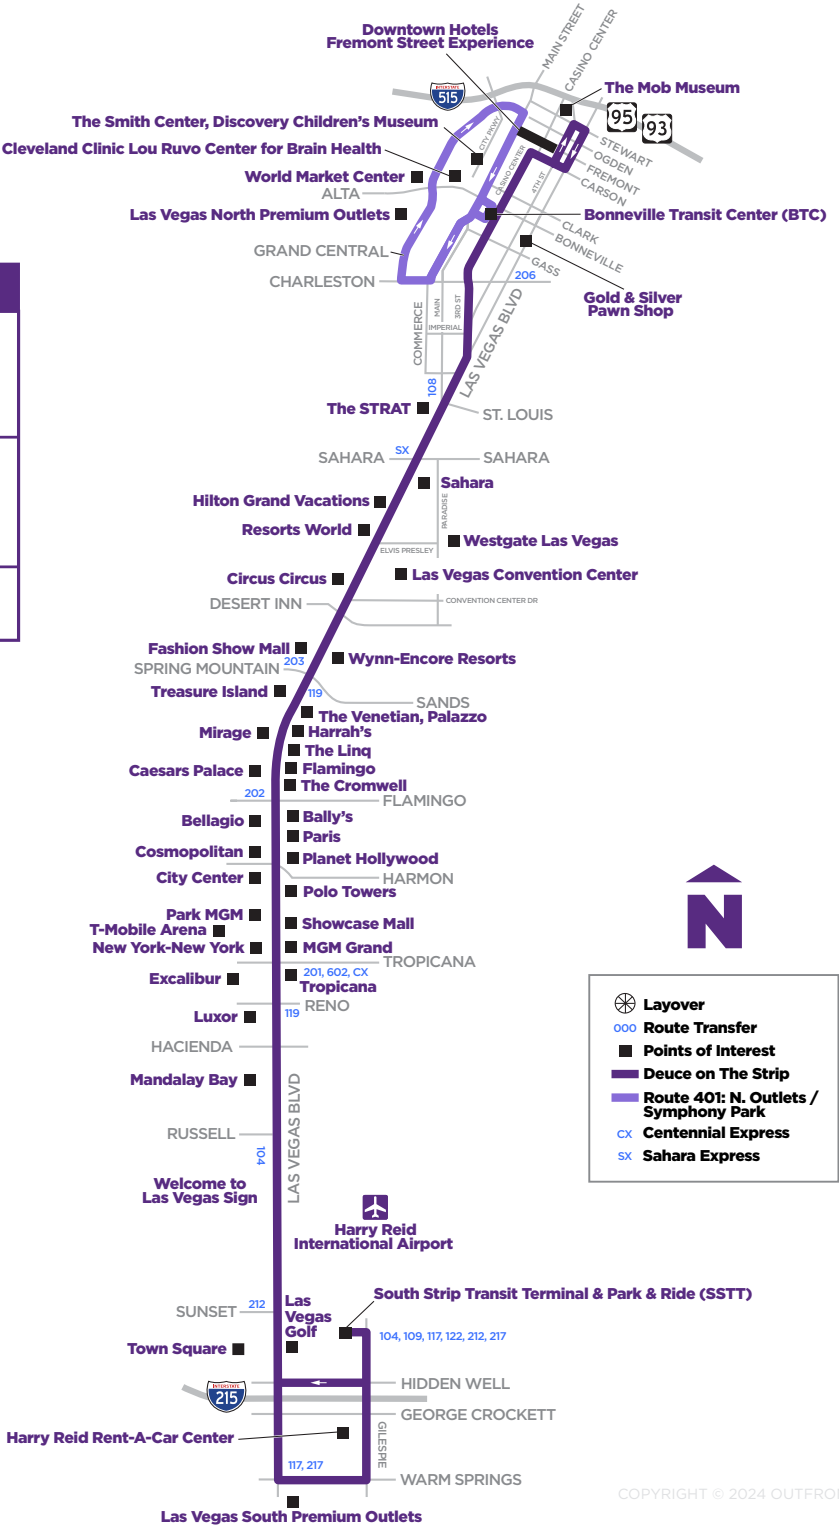 Downtown Hotels
Fremont Street Experience
MAIN STREET
CASINO CENTER
INTERSTATE
515
The Mob Museum
95
93
The Smith Center, Discovery Children's Museum
CITY PKWY
Cleveland Clinic Lou Ruvo Center for Brain Health
STEWART
OGDEN
FREMONT
CARSON
World Market Center
CASINO CENTER
4TH ST
ALTA
Las Vegas North Premium Outlets
Bonneville Transit Center (BTC)
CLARK
BONNEVILLE
GASS
GRAND CENTRAL
CHARLESTON
206
Gold & Silver
Pawn Shop
COMMERCE
MAIN
3RD ST
IMPERIAL
LAS VEGAS BLVD
108
The STRAT
ST. LOUIS
SX
SAHARA
SAHARA
Sahara
Hilton Grand Vacations
PARADISE
Resorts World
Westgate Las Vegas
ELVIS PRESLEY
Circus Circus
Las Vegas Convention Center
DESERT INN
CONVENTION CENTER DR
Fashion Show Mall
203
Wynn-Encore Resorts
SPRING MOUNTAIN
Treasure Island
119
SANDS
The Venetian, Palazzo
Mirage
Harrah's
The Linq
Caesars Palace
Flamingo
The Cromwell
202
FLAMINGO
Bellagio
Bally's
Paris
Cosmopolitan
Planet Hollywood
City Center
HARMON
Polo Towers
Park MGM
Showcase Mall
T-Mobile Arena
New York-New York
MGM Grand
TROPICANA
201, 602, CX
Excalibur
Tropicana
RENO
Luxor
119
HACIENDA
Mandalay Bay
LAS VEGAS BLVD
RUSSELL
104
Welcome to
Las Vegas Sign
Harry Reid
International Airport
South Strip Transit Terminal & Park & Ride (SSTT)
SUNSET
212
Las
Vegas
Golf
104, 109, 117, 122, 212, 217
Town Square
HIDDEN WELL
INTERSTATE
215
GEORGE CROCKETT
Harry Reid Rent-A-Car Center
GILESPIE
117, 217
WARM SPRINGS
Las Vegas South Premium Outlets
N
Layover
000 Route Transfer
Points of Interest
Deuce on The Strip
Route 401: N. Outlets /
Symphony Park
CX Centennial Express
SX Sahara Express
COPYRIGHT © 2024 OUTFRO